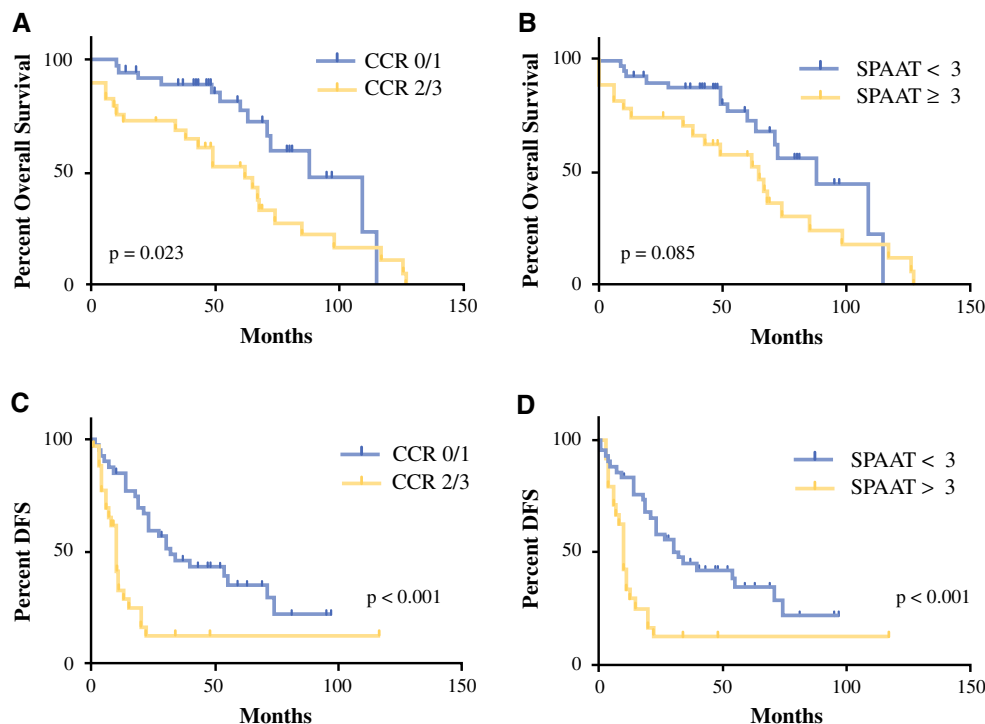 A
Percent Overall Survival
100
50
0
0 50 100 150
Months
CCR 0/1
CCR 2/3
p = 0.023
B
Percent Overall Survival
100
50
0
0 50 100 150
Months
SPAAT < 3
SPAAT ≥ 3
p = 0.085
C
Percent DFS
100
50
0
0 50 100 150
Months
CCR 0/1
CCR 2/3
p < 0.001
D
Percent DFS
100
50
0
0 50 100 150
Months
SPAAT < 3
SPAAT > 3
p < 0.001